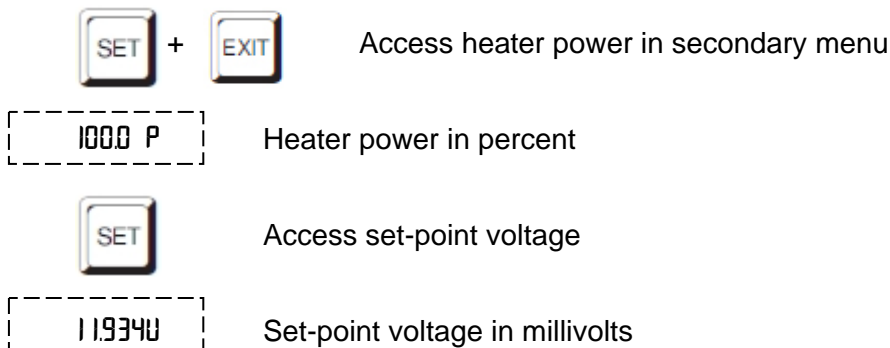 SET + EXIT Access heater power in secondary menu
100.0 P Heater power in percent
SET Access set-point voltage
11.934U Set-point voltage in millivolts